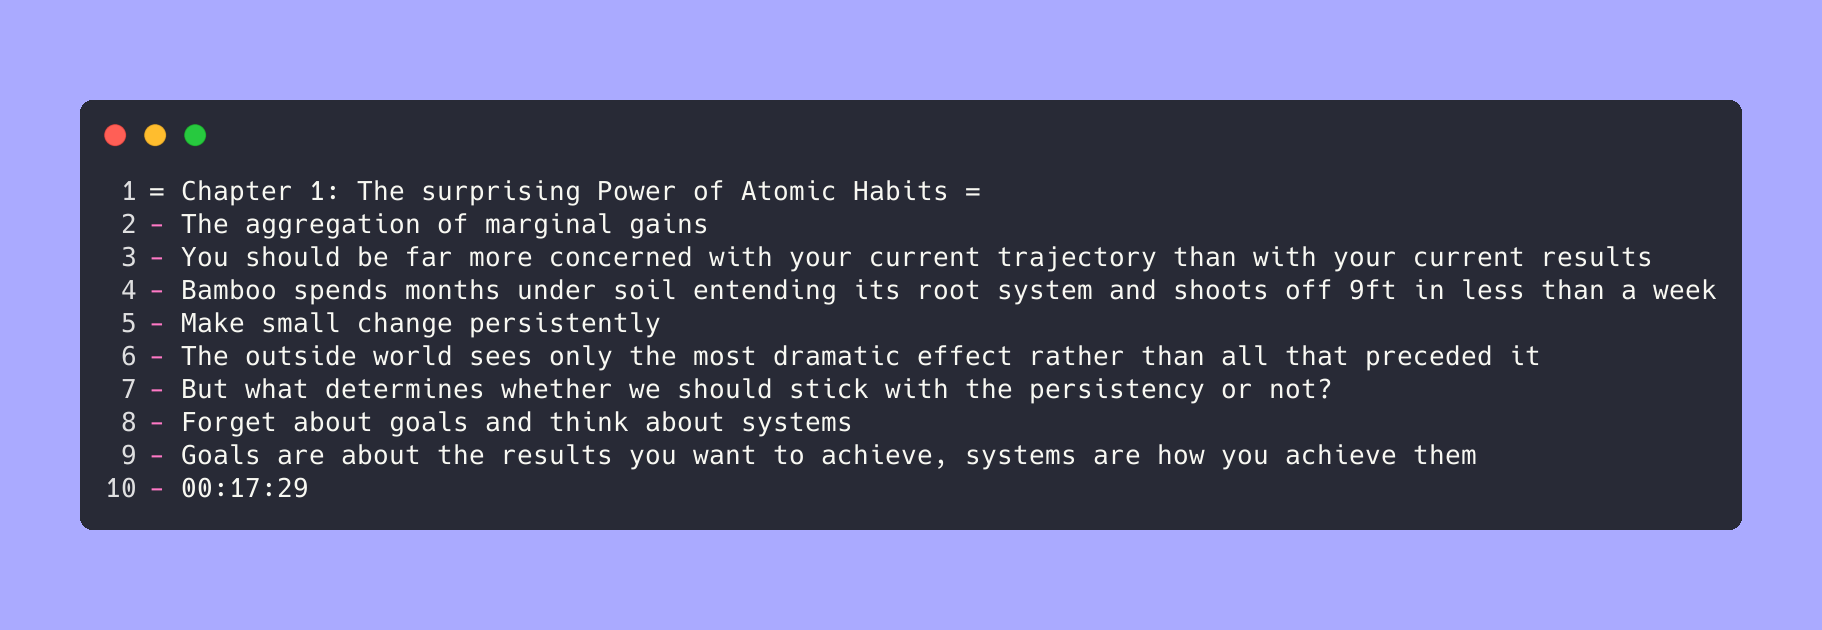 1 = Chapter 1: The surprising Power of Atomic Habits =
2 - The aggregation of marginal gains
3 - You should be far more concerned with your current trajectory than with your current results
4 - Bamboo spends months under soil entending its root system and shoots off 9ft in less than a week
5 - Make small change persistently
6 - The outside world sees only the most dramatic effect rather than all that preceded it
7 - But what determines whether we should stick with the persistency or not?
8 - Forget about goals and think about systems
9 - Goals are about the results you want to achieve, systems are how you achieve them
10 - 00:17:29